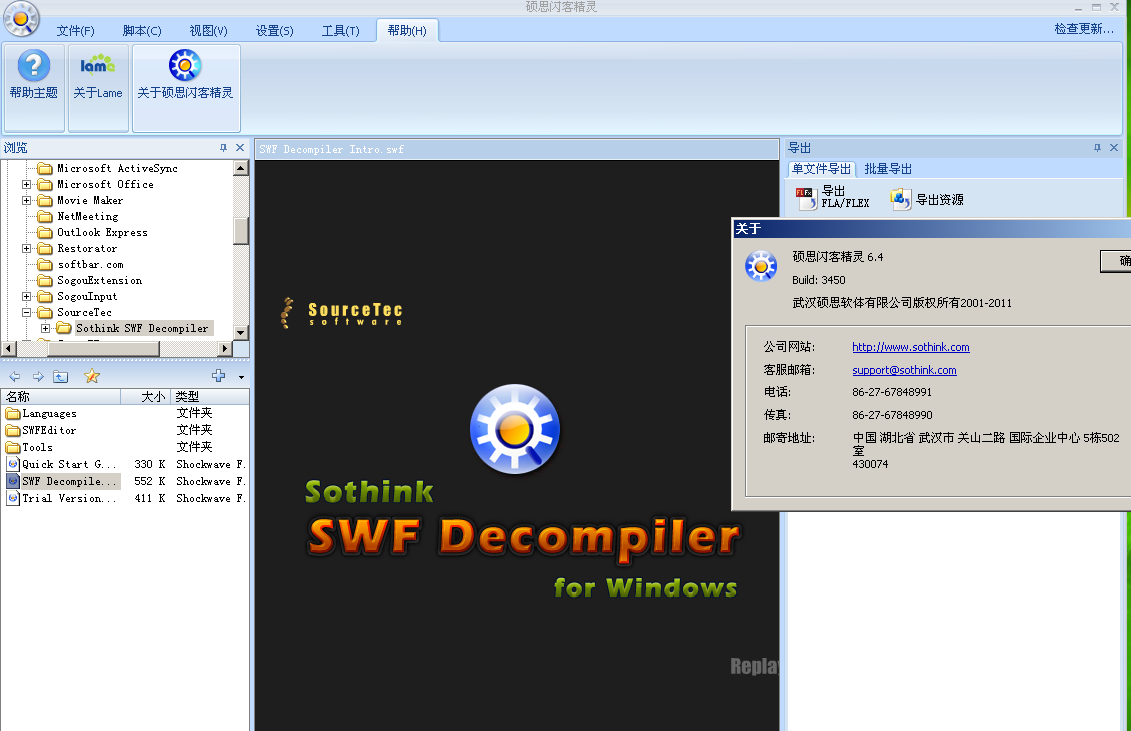 硕思闪客精灵
文件(F) 脚本(C) 视图(V) 设置(S) 工具(T) 帮助(H) 检查更新...
lame
帮助主题 关于Lame 关于硕思闪客精灵
浏览
Microsoft ActiveSync
Microsoft Office
Movie Maker
NetMeeting
Outlook Express
Restorator
softbar.com
SogouExtension
SogouInput
SourceTec
Sothink SWF Decompiler
名称 大小 类型
Languages 文件夹
SWFEditor 文件夹
Tools 文件夹
Quick Start G... 330 K Shockwave F.
SWF Decompile... 552 K Shockwave F.
Trial Version... 411 K Shockwave F.
SWF Decompiler Intro.swf
SourceTec
software
Sothink
SWF Decompiler
for Windows
Replay
导出
单文件导出 批量导出
导出
FLA/FLEX
导出资源
关于
硕思闪客精灵 6.4
确
Build: 3450
武汉硕思软体有限公司版权所有2001-2011
公司网站: http://www.sothink.com
客服邮箱: support@sothink.com
电话: 86-27-67848991
传真: 86-27-67848990
邮寄地址: 中国 湖北省 武汉市 关山二路 国际企业中心 5栋502
室
430074